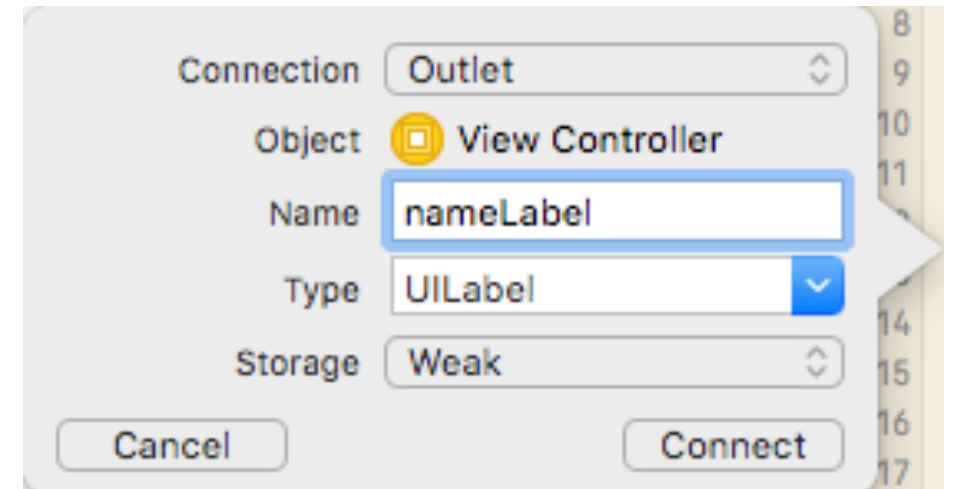 8
Connection Outlet
9
Object View Controller
10
11
Name nameLabel
Type UILabel
14
Storage Weak
15
16
Cancel Connect
17